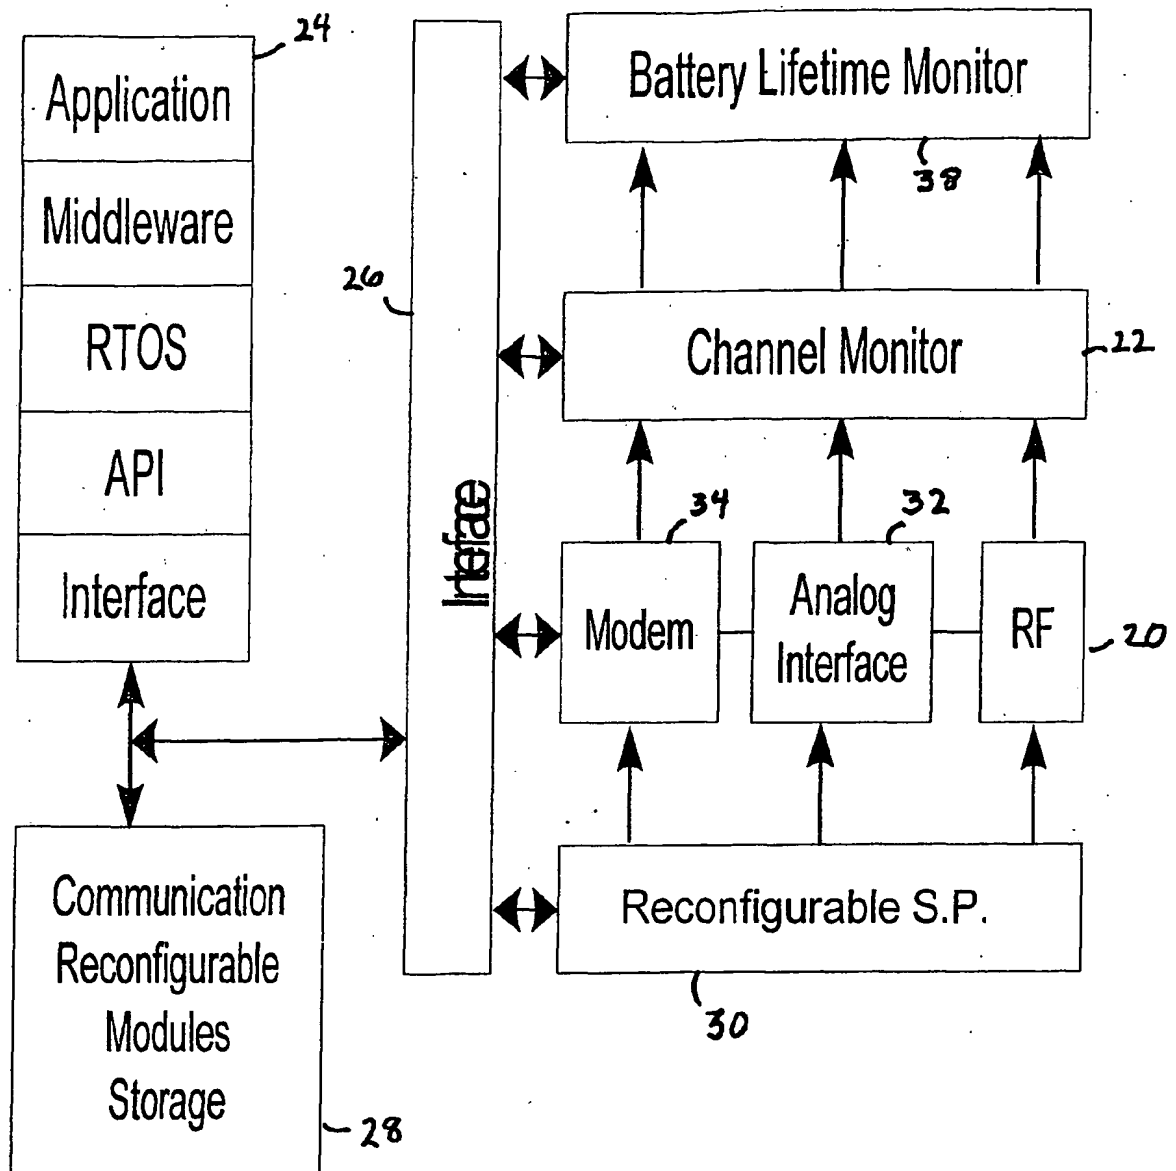 24
Application
Middleware
RTOS
API
Interface
Communication
Reconfigurable
Modules
Storage
28
26
Interface
Battery Lifetime Monitor
38
Channel Monitor
22
34
Modem
32
Analog
Interface
RF
20
Reconfigurable S.P.
30